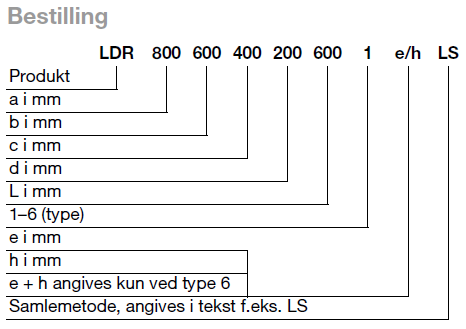 Bestilling
LDR 800 600 400 200 600 1 e/h LS
Produkt
a i mm
b i mm
c i mm
d i mm
L i mm
1–6 (type)
e i mm
h i mm
e + h angives kun ved type 6
Samlemetode, angives i tekst f.eks. LS